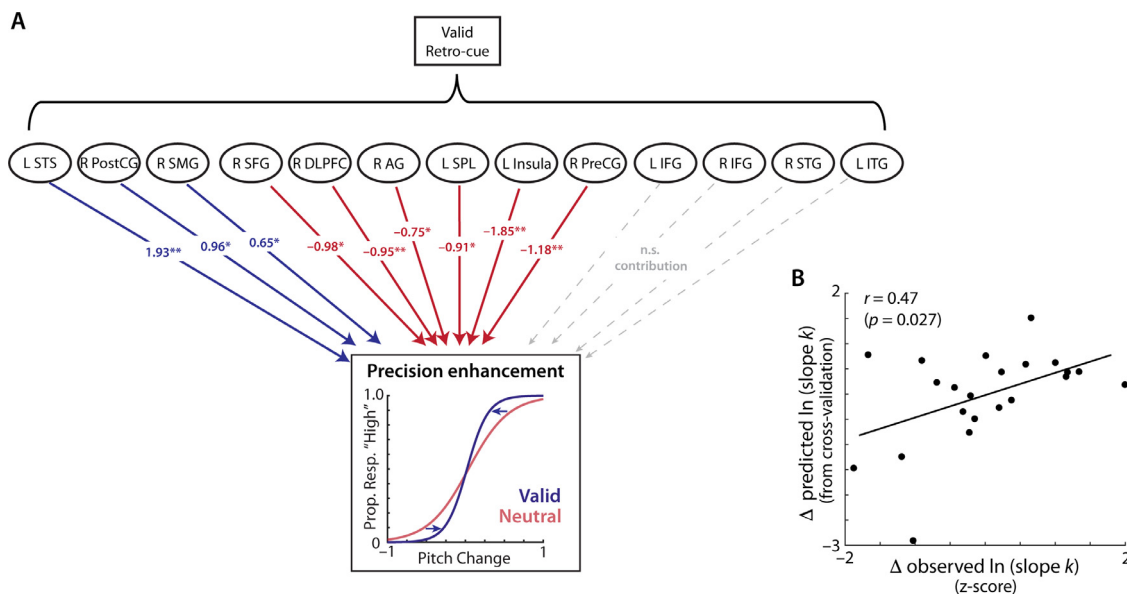 A
Valid
Retro-cue
L STS R PostCG R SMG R SFG R DLPFC R AG L SPL L Insula R PreCG L IFG R IFG R STG L ITG
1.93** 0.96* 0.65* −0.98* −0.95** −0.75* −0.91* −1.85** −1.18**
n.s.
contribution
Precision enhancement
1.0
Prop. Resp. "High"
0
Valid
Neutral
−1 1
Pitch Change
B
2
r = 0.47
(p = 0.027)
Δ predicted ln (slope k)
(from cross-validation)
−3
−2 2
Δ observed ln (slope k)
(z-score)